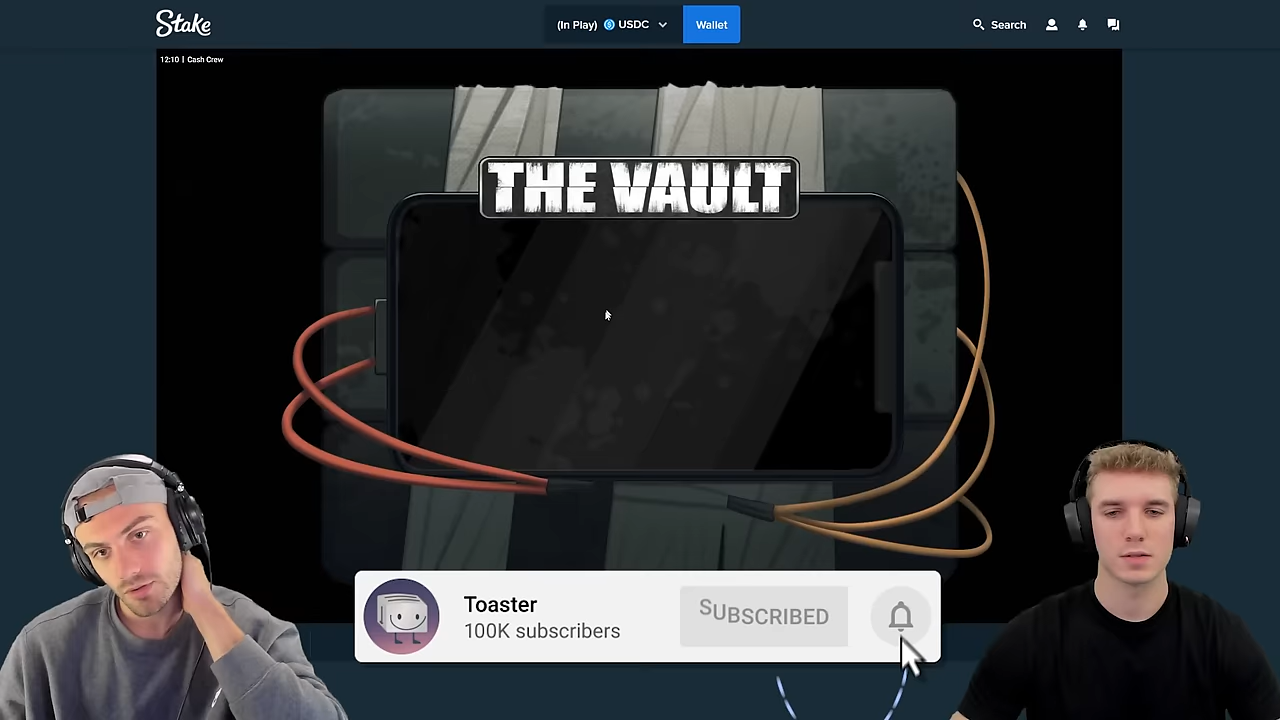 Stake
(In Play) USDC
Wallet
Search
12:10 | Cash Crew
THE VAULT
Toaster
100K subscribers
SUBSCRIBED